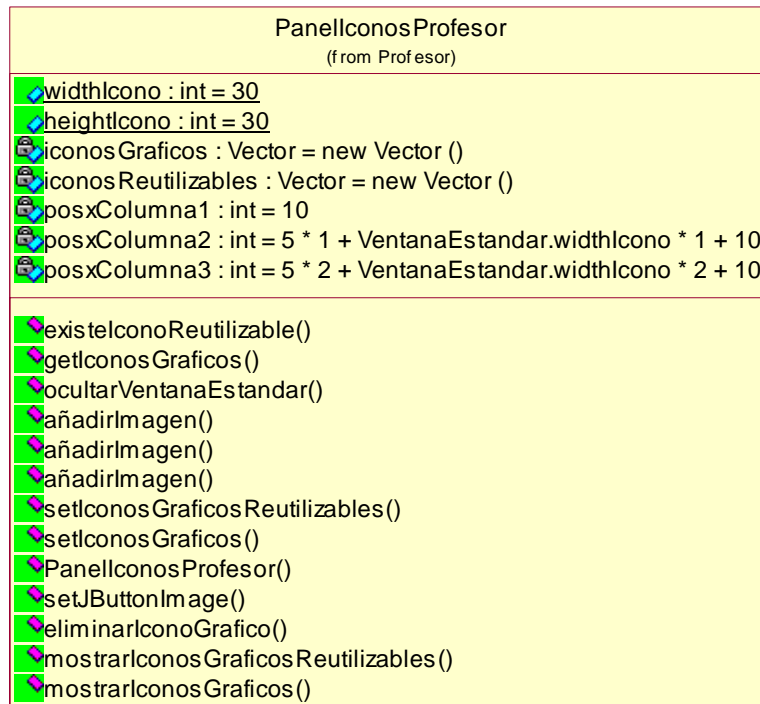 PanelIconosProfesor
(from Profesor)
widthIcono : int = 30
heightIcono : int = 30
iconosGraficos : Vector = new Vector ()
iconosReutilizables : Vector = new Vector ()
posxColumna1 : int = 10
posxColumna2 : int = 5 * 1 + VentanaEstandar.widthIcono * 1 + 10
posxColumna3 : int = 5 * 2 + VentanaEstandar.widthIcono * 2 + 10
existeIconoReutilizable()
getIconosGraficos()
ocultarVentanaEstandar()
añadirImagen()
añadirImagen()
añadirImagen()
setIconosGraficosReutilizables()
setIconosGraficos()
PanelIconosProfesor()
setJButtonImage()
eliminarIconoGrafico()
mostrarIconosGraficosReutilizables()
mostrarIconosGraficos()